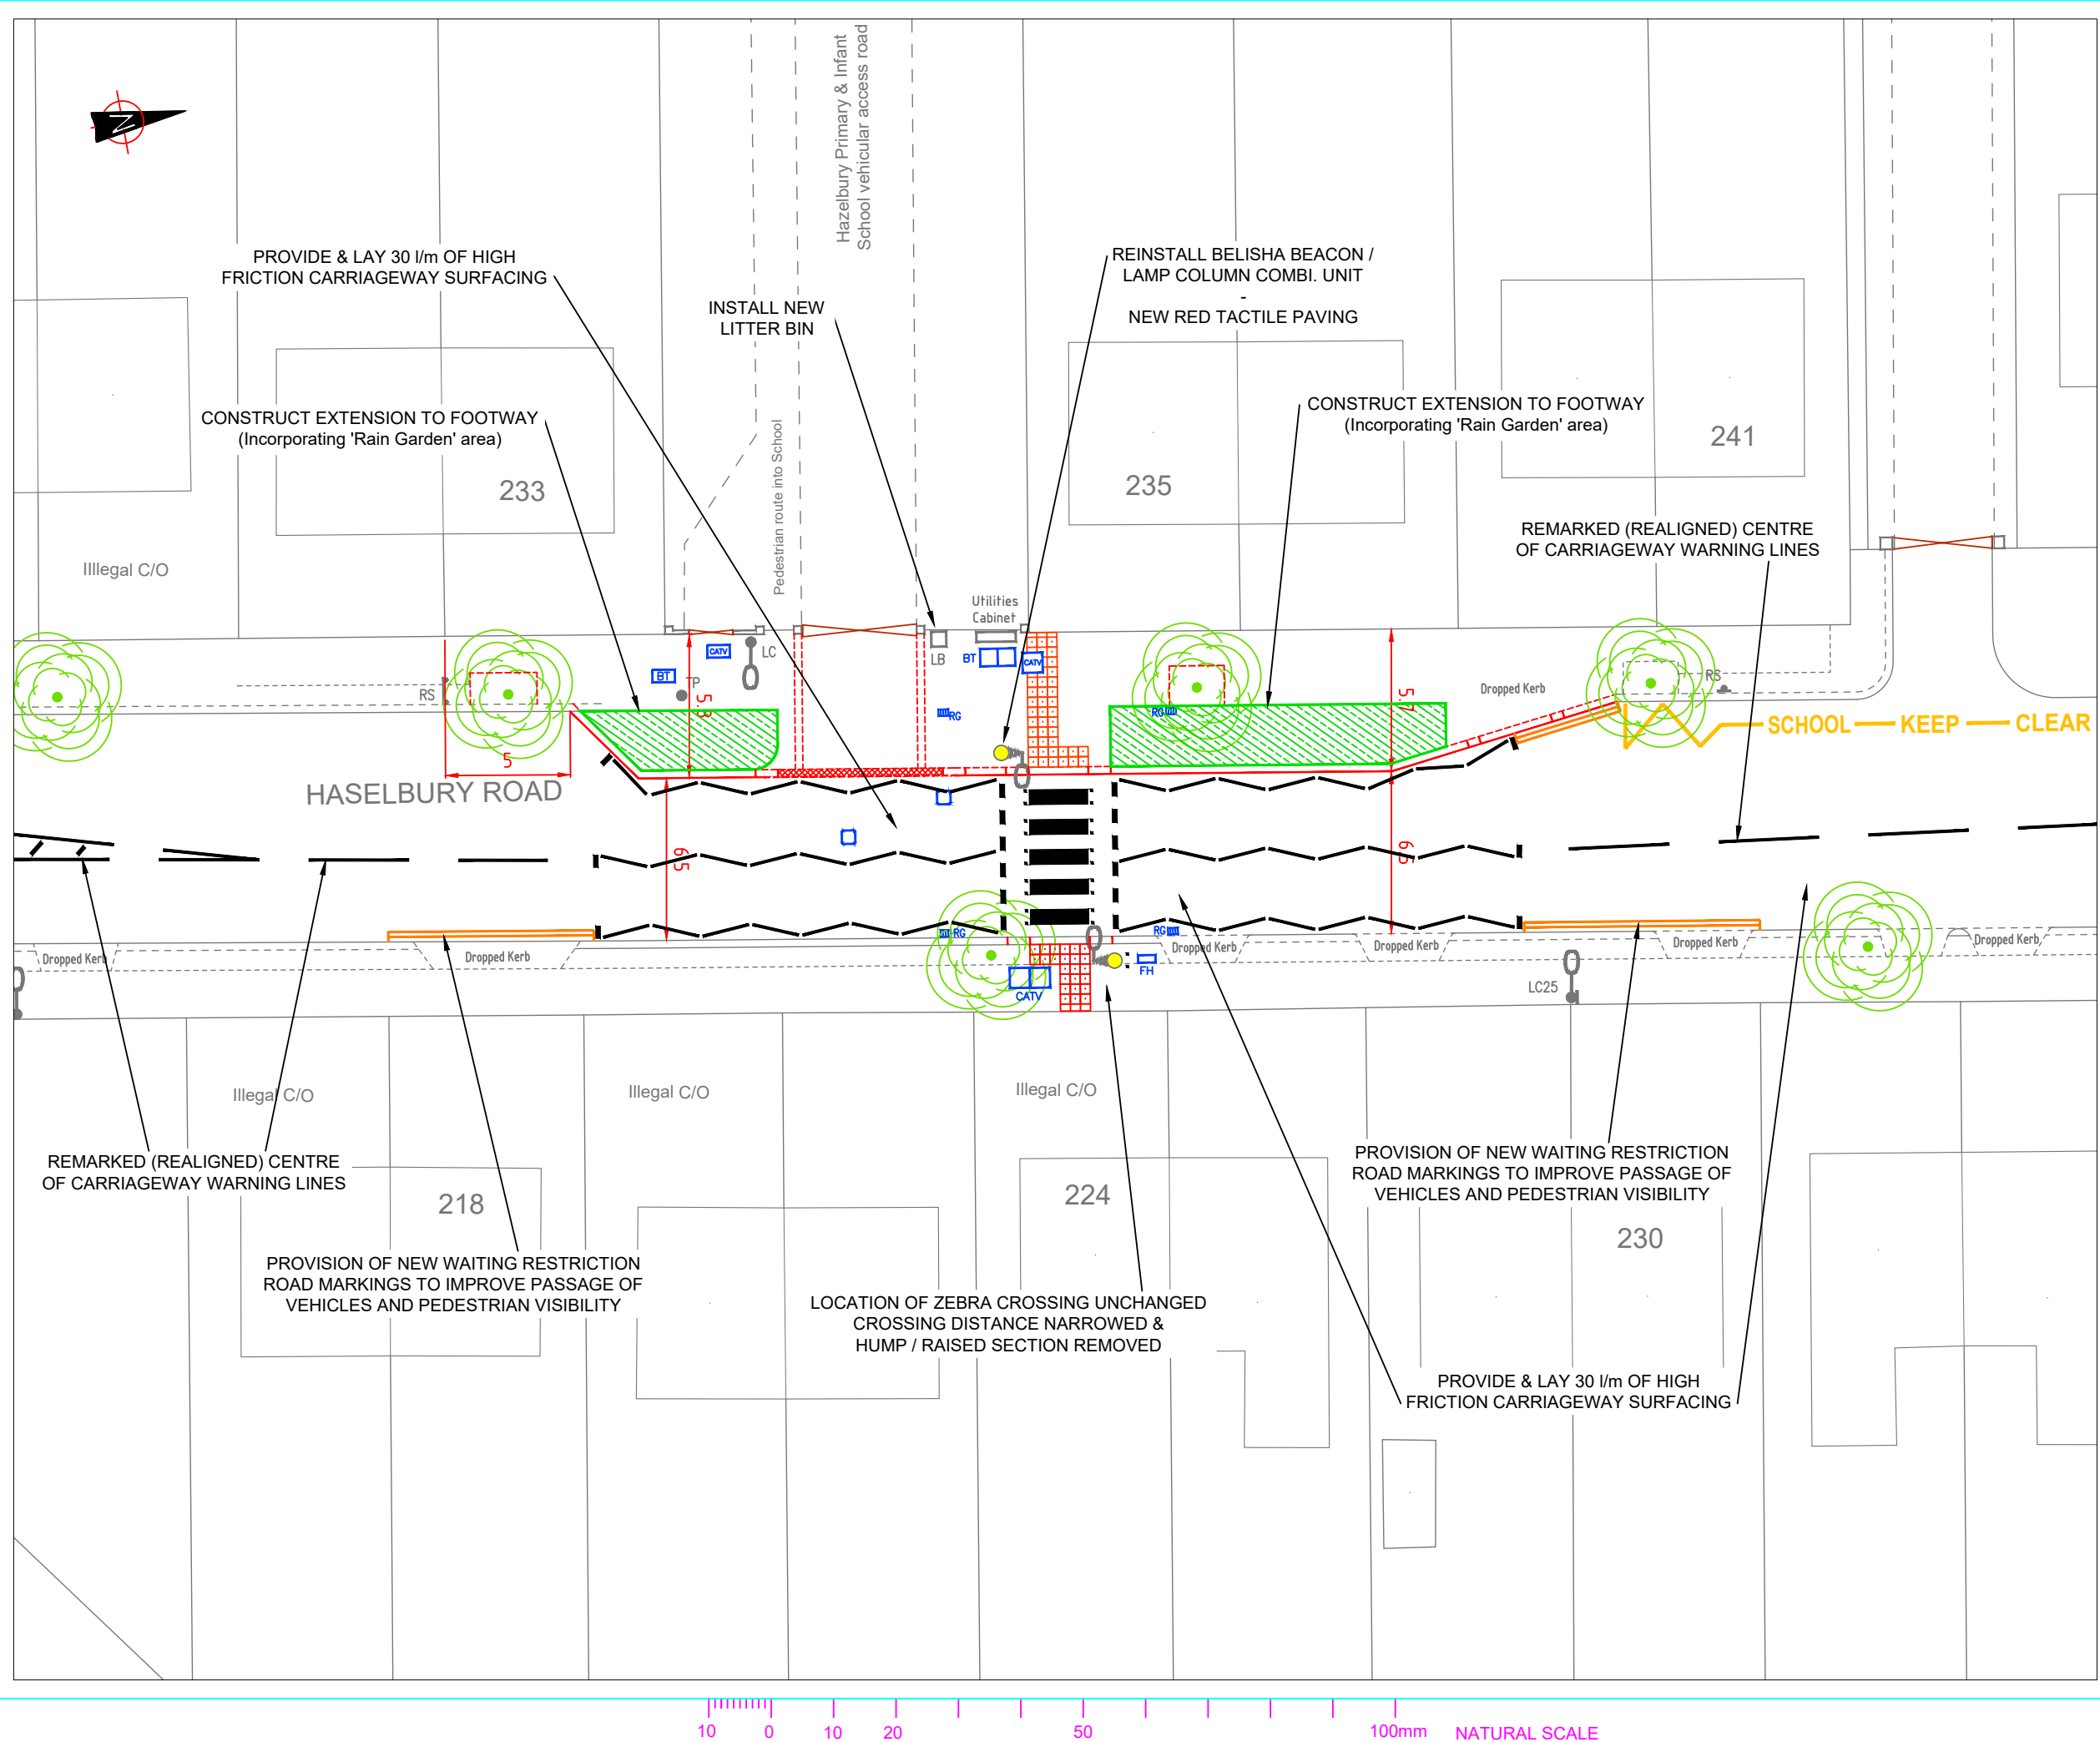 Hazelbury Primary & Infant
School vehicular access road
N
PROVIDE & LAY 30 l/m OF HIGH
FRICTION CARRIAGEWAY SURFACING
INSTALL NEW
LITTER BIN
REINSTALL BELISHA BEACON /
LAMP COLUMN COMBI. UNIT
-
NEW RED TACTILE PAVING
CONSTRUCT EXTENSION TO FOOTWAY
(Incorporating 'Rain Garden' area)
CONSTRUCT EXTENSION TO FOOTWAY
(Incorporating 'Rain Garden' area)
233
235
241
Pedestrian route into School
REMARKED (REALIGNED) CENTRE
OF CARRIAGEWAY WARNING LINES
Illlegal C/O
Utilities
Cabinet
CATV
LC
LB
BT
CATV
BT
TP
RS
RS
Dropped Kerb
5.3
5.7
RG
RG
SCHOOL KEEP CLEAR
5
HASELBURY ROAD
6.5
6.5
RG
RG
Dropped Kerb
Dropped Kerb
Dropped Kerb
Dropped Kerb
Dropped Kerb
Dropped Kerb
FH
CATV
LC25
Illegal C/O
Illegal C/O
Illegal C/O
REMARKED (REALIGNED) CENTRE
OF CARRIAGEWAY WARNING LINES
218
224
230
PROVISION OF NEW WAITING RESTRICTION
ROAD MARKINGS TO IMPROVE PASSAGE OF
VEHICLES AND PEDESTRIAN VISIBILITY
PROVISION OF NEW WAITING RESTRICTION
ROAD MARKINGS TO IMPROVE PASSAGE OF
VEHICLES AND PEDESTRIAN VISIBILITY
LOCATION OF ZEBRA CROSSING UNCHANGED
CROSSING DISTANCE NARROWED &
HUMP / RAISED SECTION REMOVED
PROVIDE & LAY 30 l/m OF HIGH
FRICTION CARRIAGEWAY SURFACING
10 0 10 20 50 100mm NATURAL SCALE